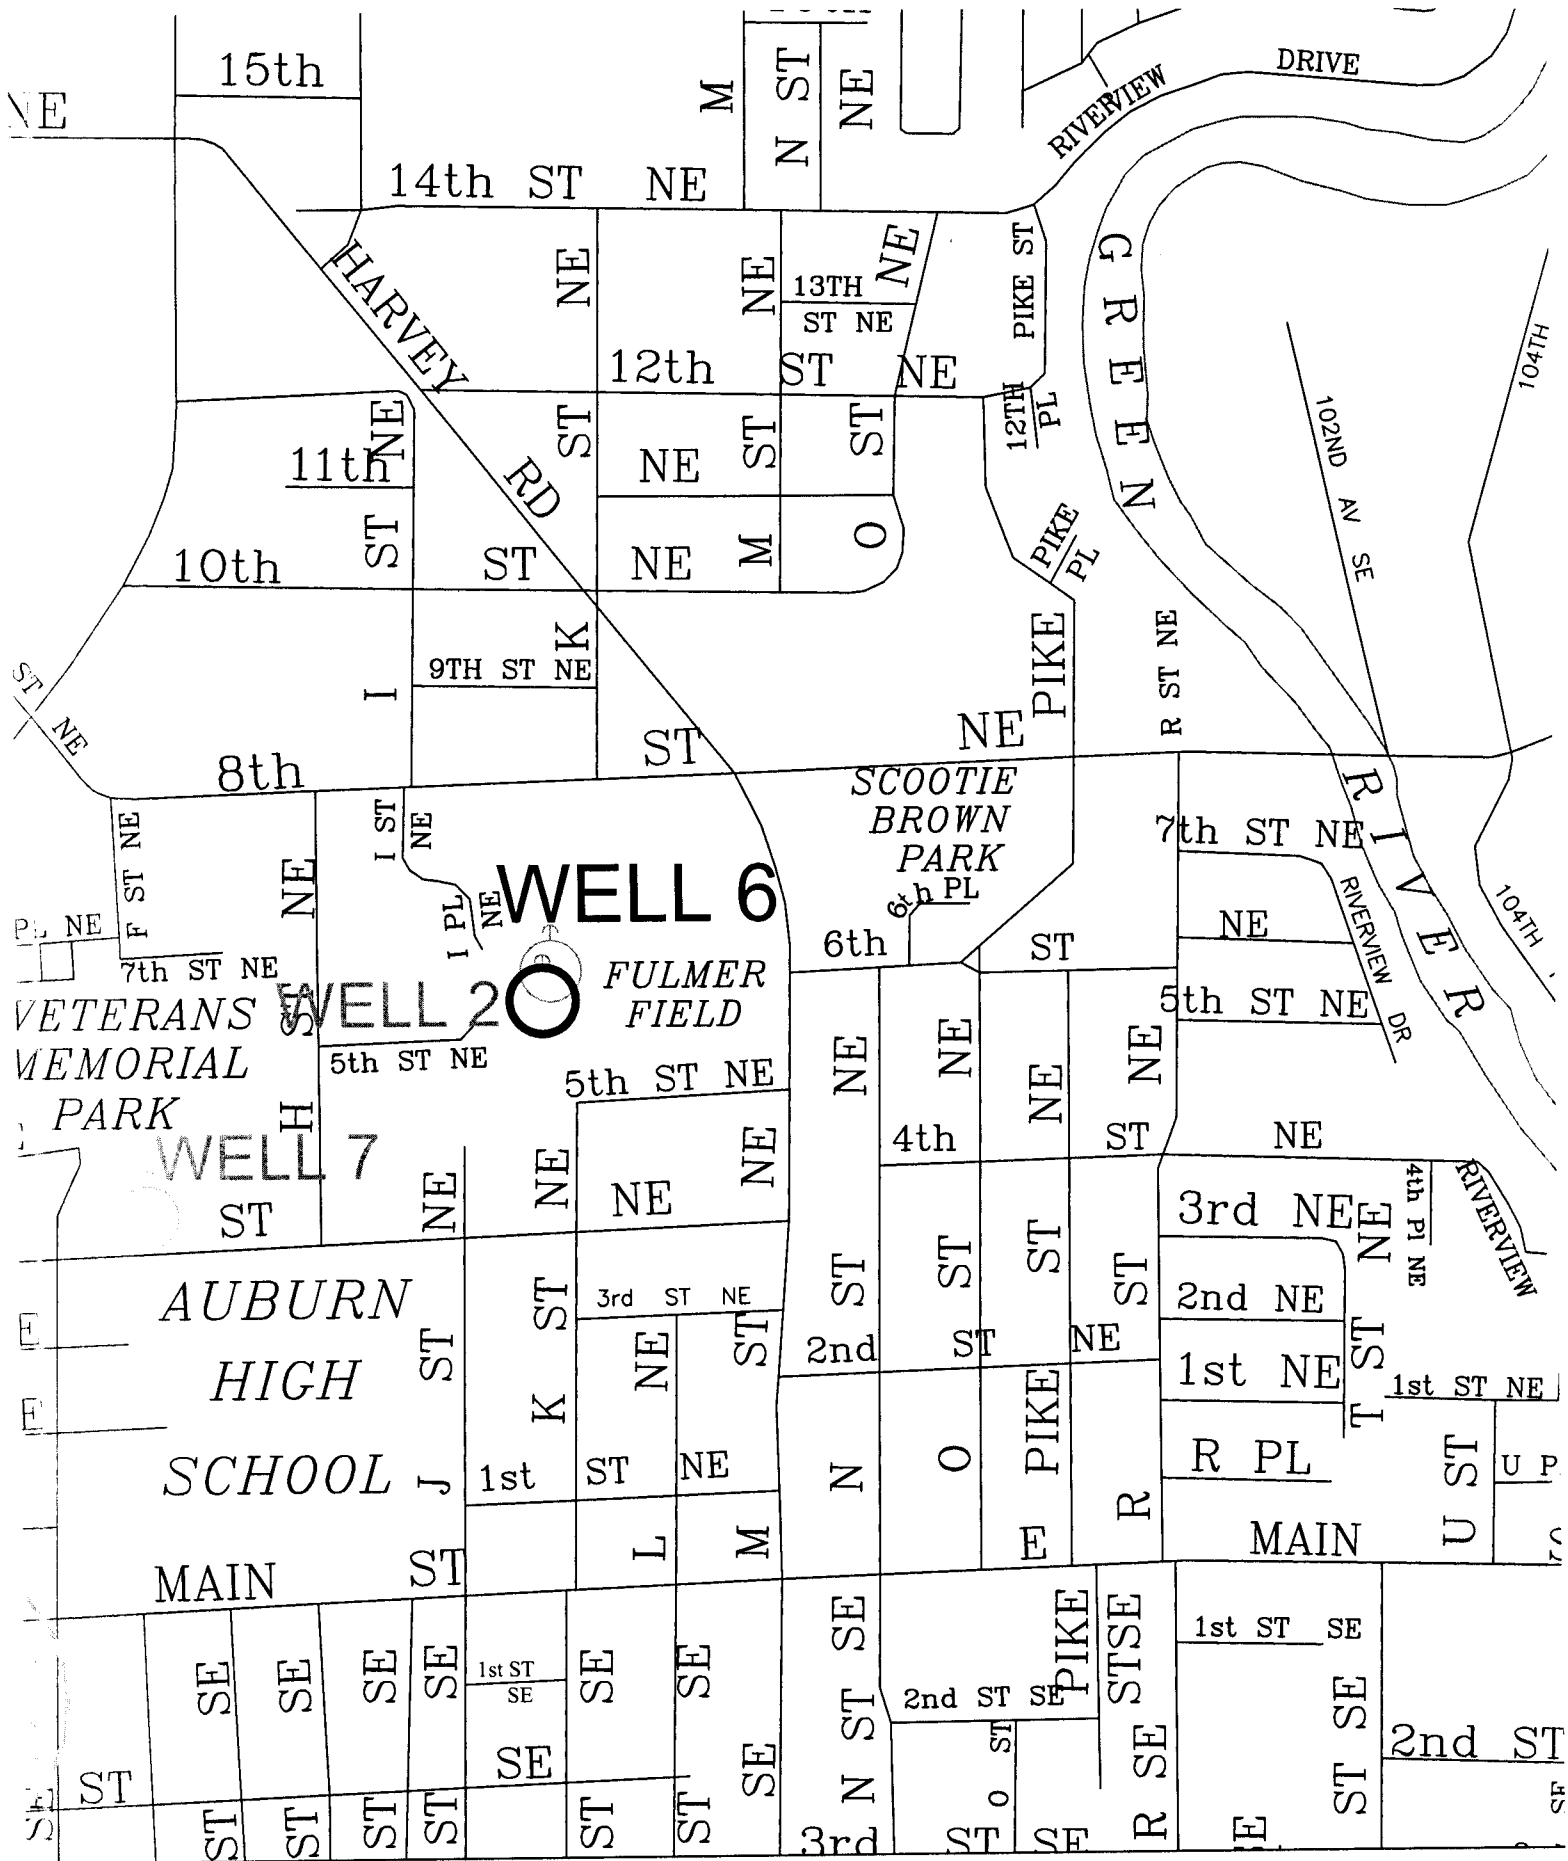 15th
NE
M
N ST
NE
DRIVE
RIVERVIEW
14th ST NE
HARVEY RD
NE
NE
13TH
ST NE
NE
PIKE ST
GREEN
104TH
12th ST NE
12TH
PL
NE
11th
ST
NE
ST
ST
102ND AV SE
ST
10th ST NE
M
O
PIKE
PL
K
9TH ST NE
I
PIKE
R ST NE
ST NE
8th ST NE
SCOOTIE
BROWN
PARK
RIVER
F ST NE
NE
I ST
NE
7th ST NE
WELL 6
6th PL
I PL
NE
PL NE
7th ST NE
FULMER
FIELD
6th ST
NE
RIVERVIEW DR
104TH
VETERANS
MEMORIAL
PARK
WELL 2
ST
H
5th ST NE
5th ST NE
5th ST NE
NE
NE
NE
NE
WELL 7
4th ST NE
ST
NE
NE
NE
NE
3rd NE
NE
4th Pl NE
RIVERVIEW
AUBURN
HIGH
SCHOOL
ST
ST
3rd ST NE
NE
ST
ST
ST
ST
ST
2nd NE
2nd ST NE
1st NE
T ST
1st ST NE
E
E
J
K
1st ST NE
N
O
PIKE
R
R PL
U ST
U P
MAIN ST
L
M
E
MAIN
SE
SE
SE
SE
1st ST
SE
SE
SE
N ST SE
PIKE
STSE
1st ST SE
2nd ST SE
ST SE
2nd ST
ST
SE
SE
R SE
O ST
ST
ST
ST
ST
ST
ST
N ST
3rd ST SE